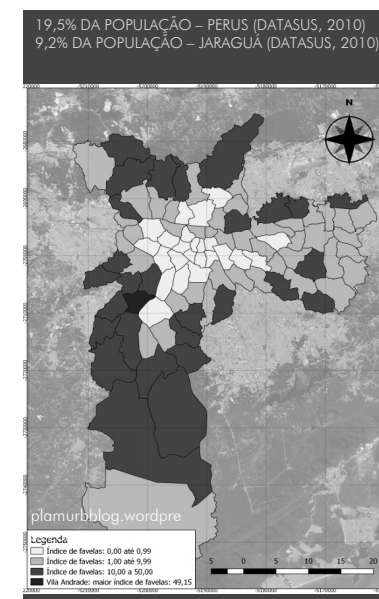 19,5% DA POPULAÇÃO – PERUS (DATASUS, 2010)
9,2% DA POPULAÇÃO – JARAGUÁ (DATASUS, 2010)
N
plamurbblog.wordpre
Legenda
Índice de favelas: 0,00 até 0,99
Índice de favelas: 1,00 até 9,99
Índice de favelas: 10,00 a 50,00
Vila Andrade: maior índice de favelas: 49,15
5 0 5 10 15 20